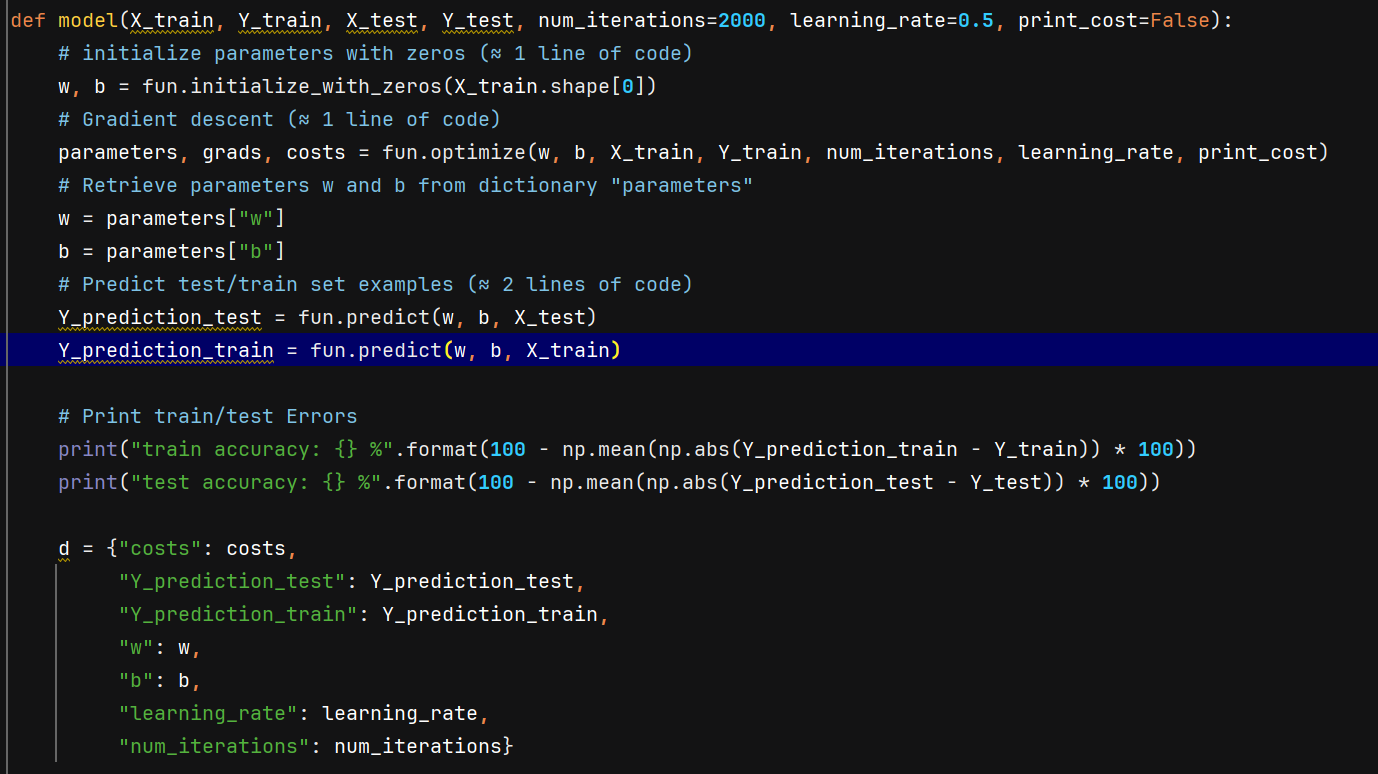 def model(X_train, Y_train, X_test, Y_test, num_iterations=2000, learning_rate=0.5, print_cost=False):
    # initialize parameters with zeros (≈ 1 line of code)
    w, b = fun.initialize_with_zeros(X_train.shape[0])
    # Gradient descent (≈ 1 line of code)
    parameters, grads, costs = fun.optimize(w, b, X_train, Y_train, num_iterations, learning_rate, print_cost)
    # Retrieve parameters w and b from dictionary "parameters"
    w = parameters["w"]
    b = parameters["b"]
    # Predict test/train set examples (≈ 2 lines of code)
    Y_prediction_test = fun.predict(w, b, X_test)
    Y_prediction_train = fun.predict(w, b, X_train)
    # Print train/test Errors
    print("train accuracy: {} %".format(100 - np.mean(np.abs(Y_prediction_train - Y_train)) * 100))
    print("test accuracy: {} %".format(100 - np.mean(np.abs(Y_prediction_test - Y_test)) * 100))
    d = {"costs": costs,
         "Y_prediction_test": Y_prediction_test,
         "Y_prediction_train": Y_prediction_train,
         "w": w,
         "b": b,
         "learning_rate": learning_rate,
         "num_iterations": num_iterations}